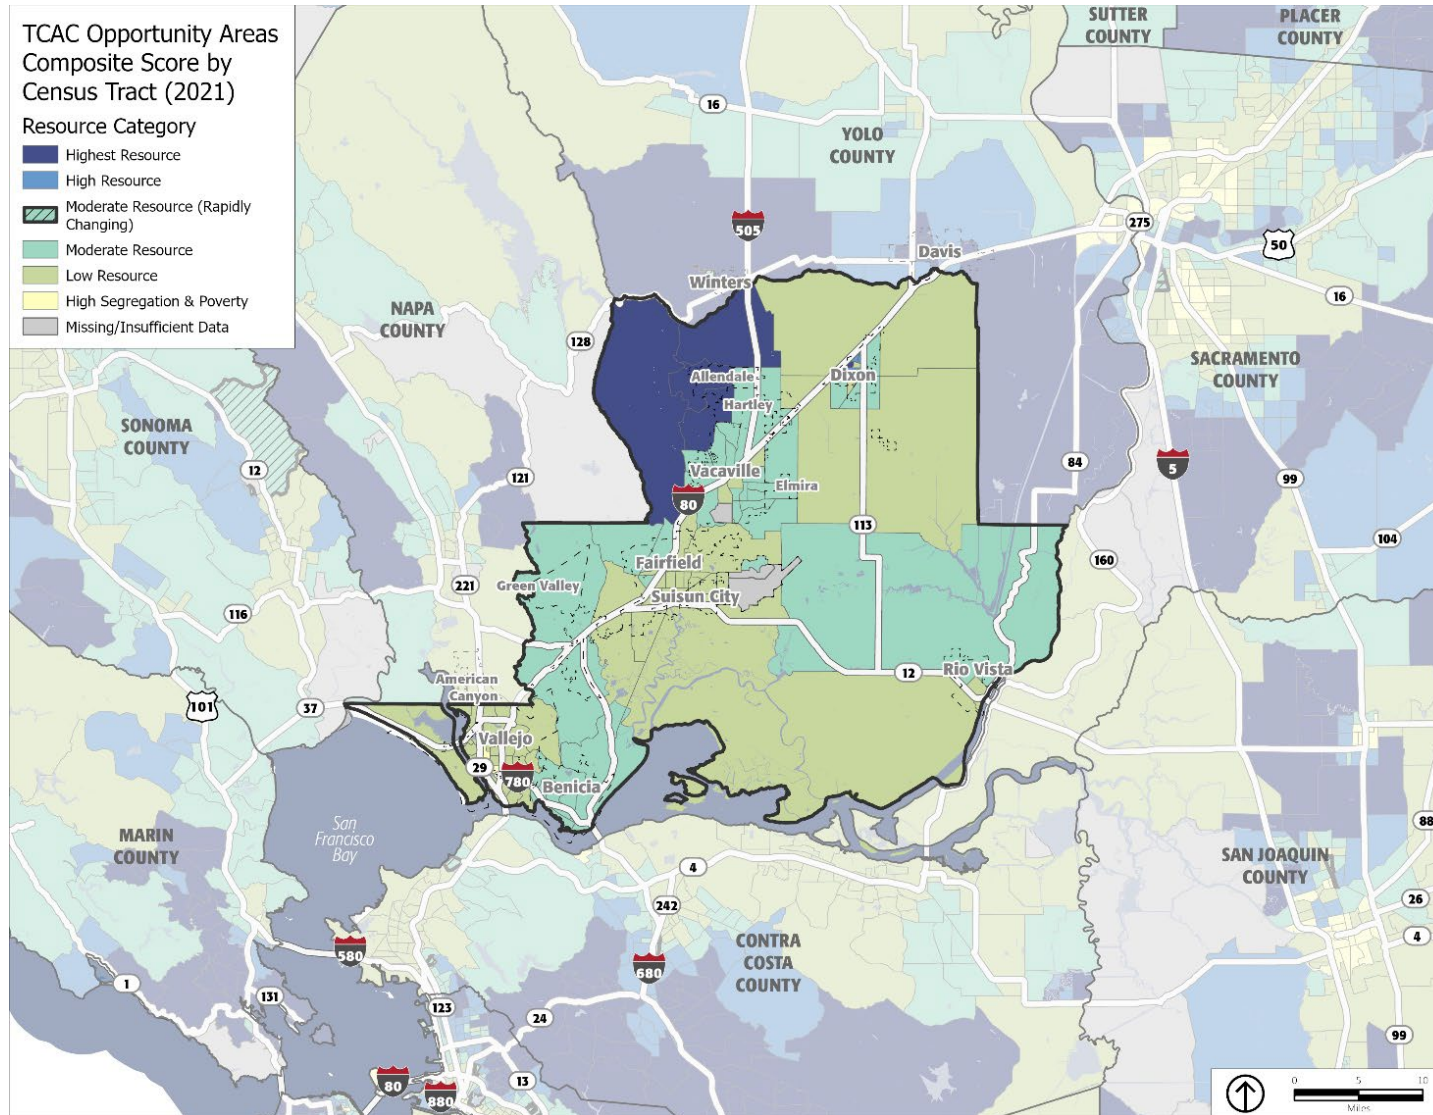 TCAC Opportunity Areas
Composite Score by
Census Tract (2021)
Resource Category
Highest Resource
High Resource
Moderate Resource (Rapidly
Changing)
Moderate Resource
Low Resource
High Segregation & Poverty
Missing/Insufficient Data
SUTTER
COUNTY
PLACER
COUNTY
16
YOLO
COUNTY
505
275
50
Davis
Winters
16
NAPA
COUNTY
128
SACRAMENTO
COUNTY
Allendale
Dixon
Hartley
SONOMA
COUNTY
12
121
Vacaville
Elmira
80
84
5
99
113
104
160
Fairfield
Green Valley
221
Suisun City
116
12
Rio Vista
American
Canyon
101
37
Vallejo
29
780
Benicia
San
Francisco
Bay
MARIN
COUNTY
88
SAN JOAQUIN
COUNTY
4
242
26
4
CONTRA
COSTA
COUNTY
580
680
1
131
123
24
99
13
80
880
0 5 10
Miles